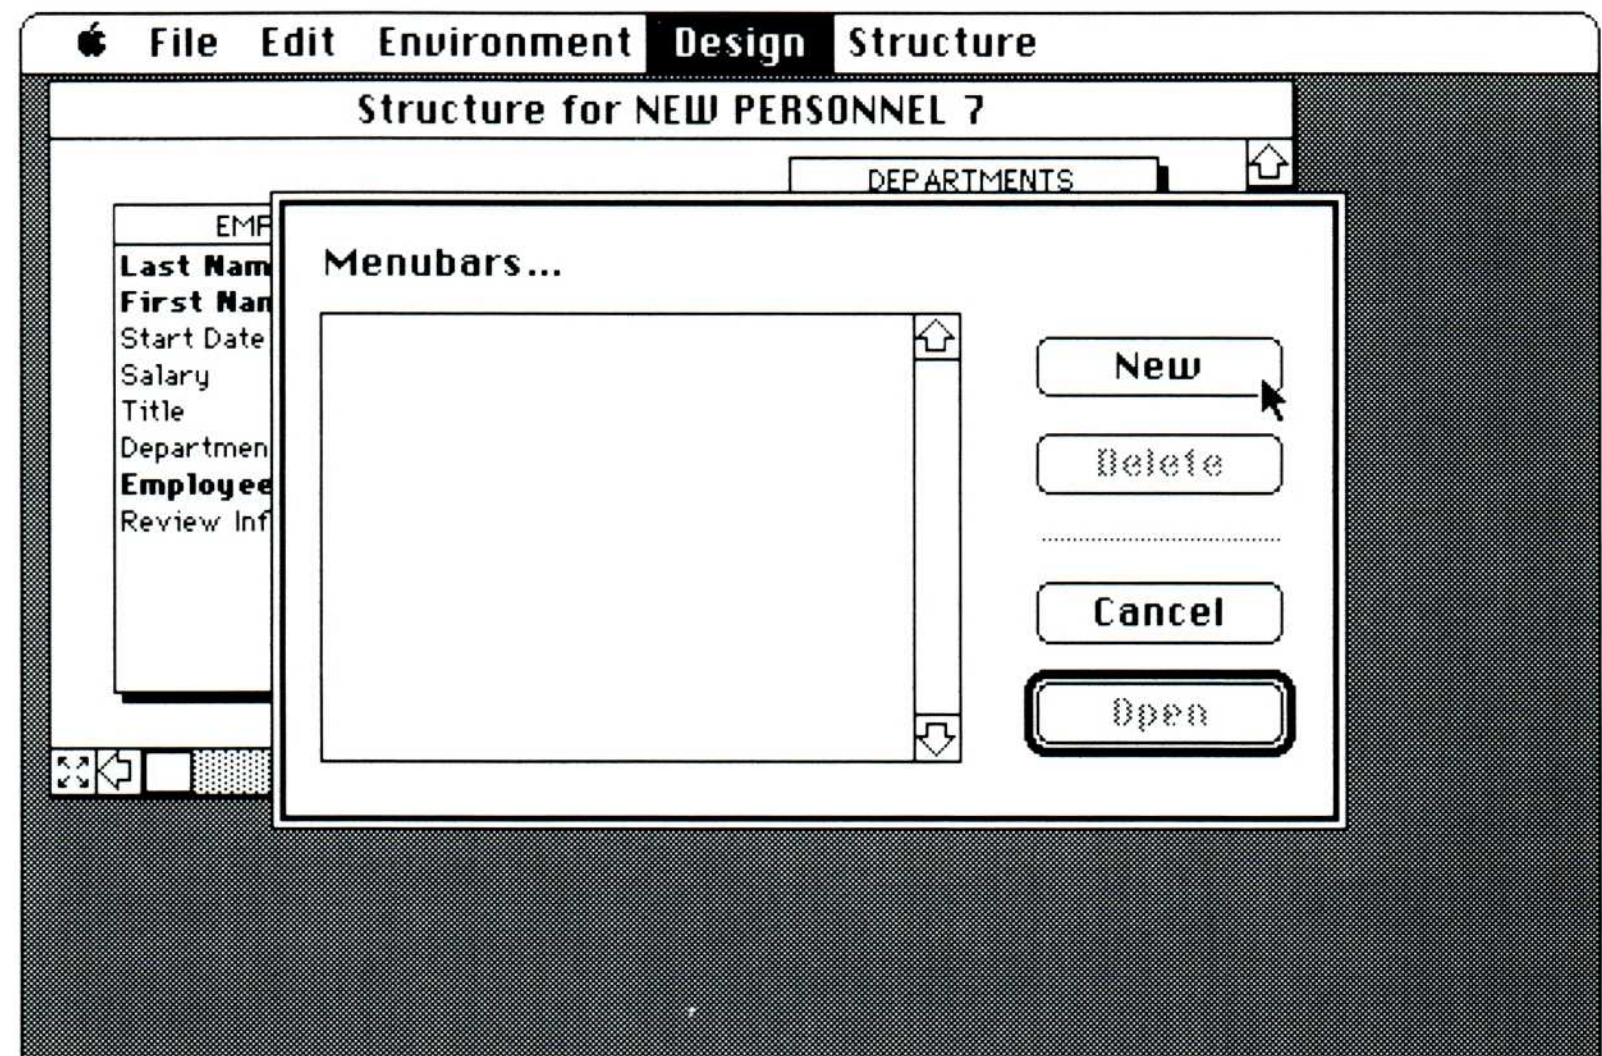 File Edit Environment Design Structure
Structure for NEW PERSONNEL 7
DEPARTMENTS
EMP
Last Nam
First Nam
Start Date
Salary
Title
Departmen
Employee
Review Inf
Menubars...
New
Delete
Cancel
Open